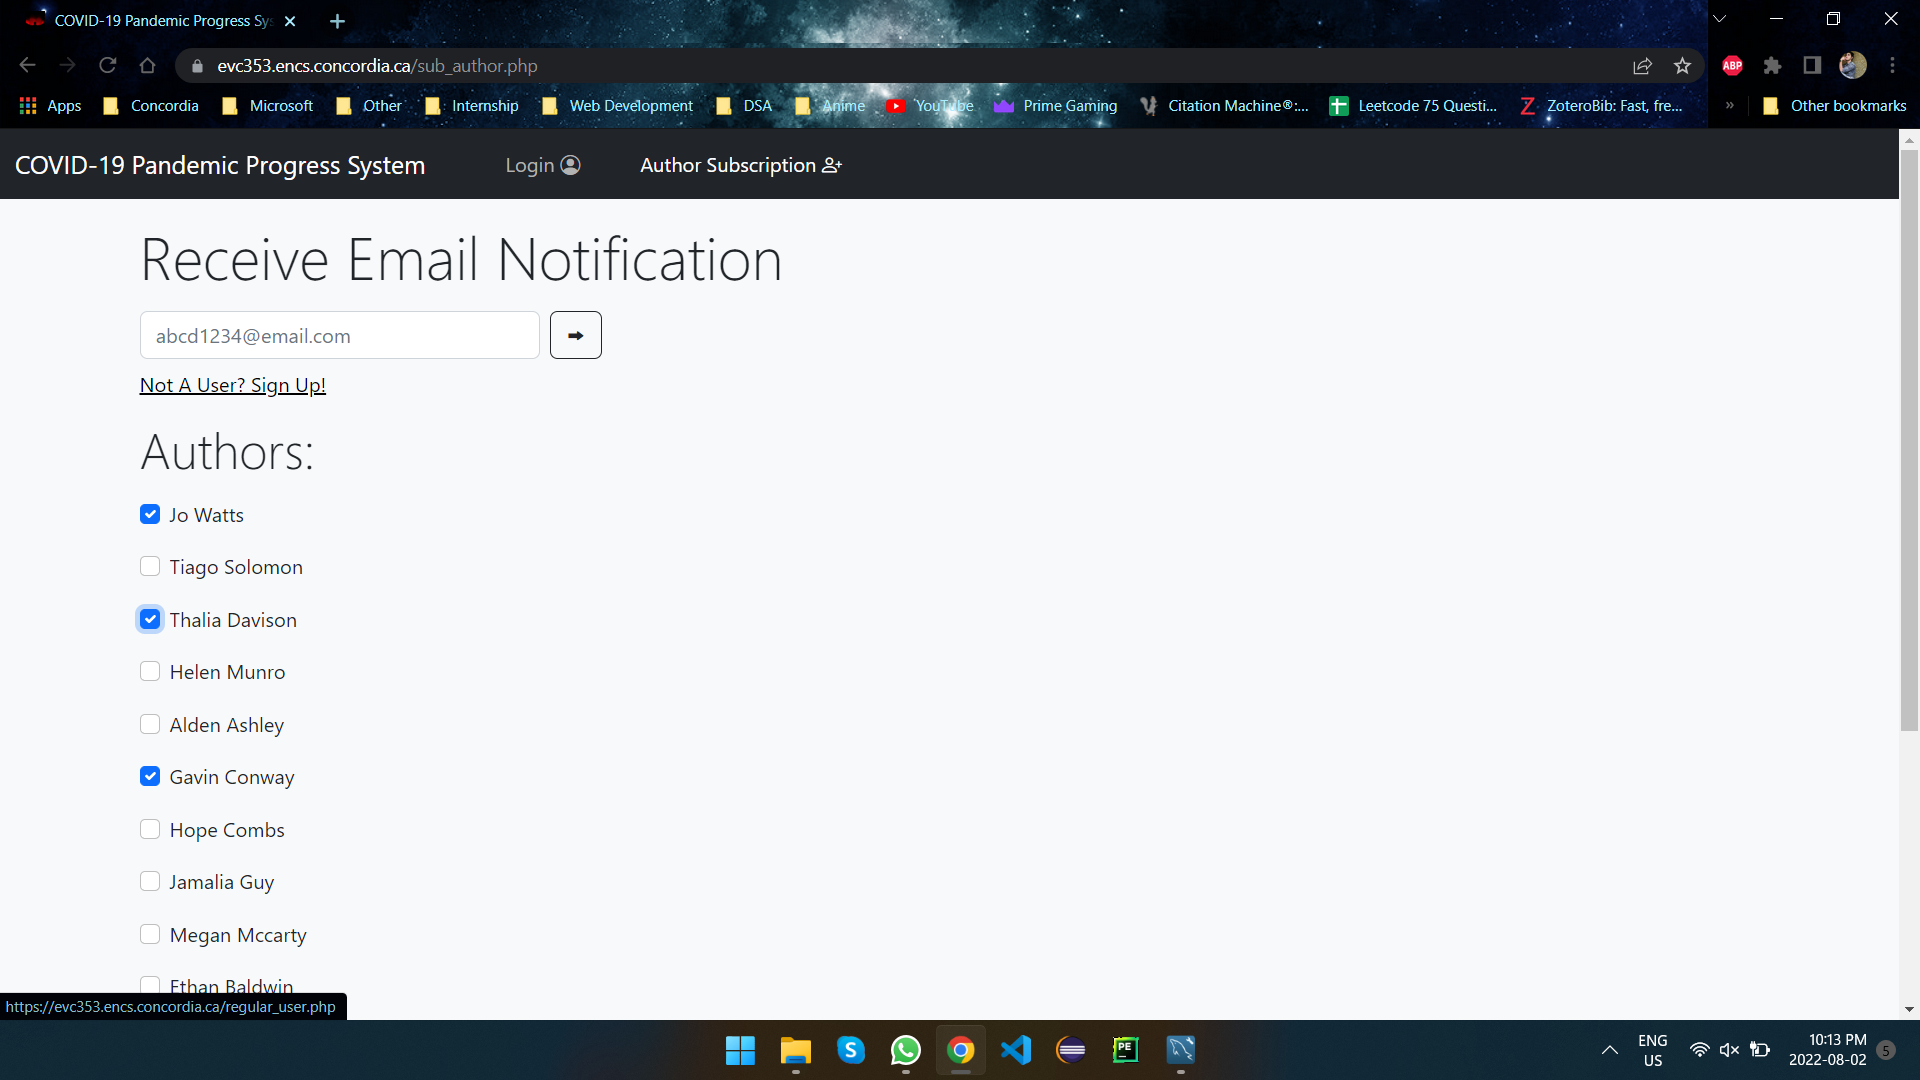 COVID-19 Pandemic Progress Sy
evc353.encs.concordia.ca/sub_author.php
ABP
Apps Concordia Microsoft Other Internship Web Development DSA Anime YouTube Prime Gaming Citation Machine®:... Leetcode 75 Questi... ZoteroBib: Fast, fre... » Other bookmarks
COVID-19 Pandemic Progress System Login Author Subscription
Receive Email Notification
abcd1234@email.com
Not A User? Sign Up!
Authors:
Jo Watts
Tiago Solomon
Thalia Davison
Helen Munro
Alden Ashley
Gavin Conway
Hope Combs
Jamalia Guy
Megan Mccarty
Ethan Baldwin
https://evc353.encs.concordia.ca/regular_user.php
S
PE
ENG
US
10:13 PM
2022-08-02
5